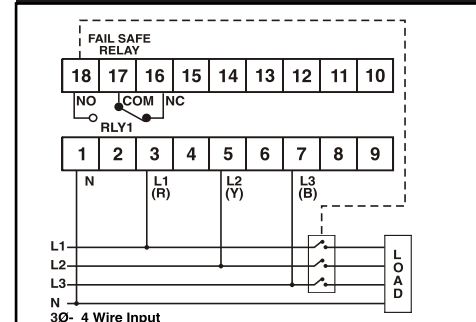 FAIL SAFE
RELAY
18 17 16 15 14 13 12 11 10
NO COM NC
RLY1
1 2 3 4 5 6 7 8 9
N L1 L2 L3
(R) (Y) (B)
L1
L2
L3
N
LOAD
3Ø- 4 Wire Input